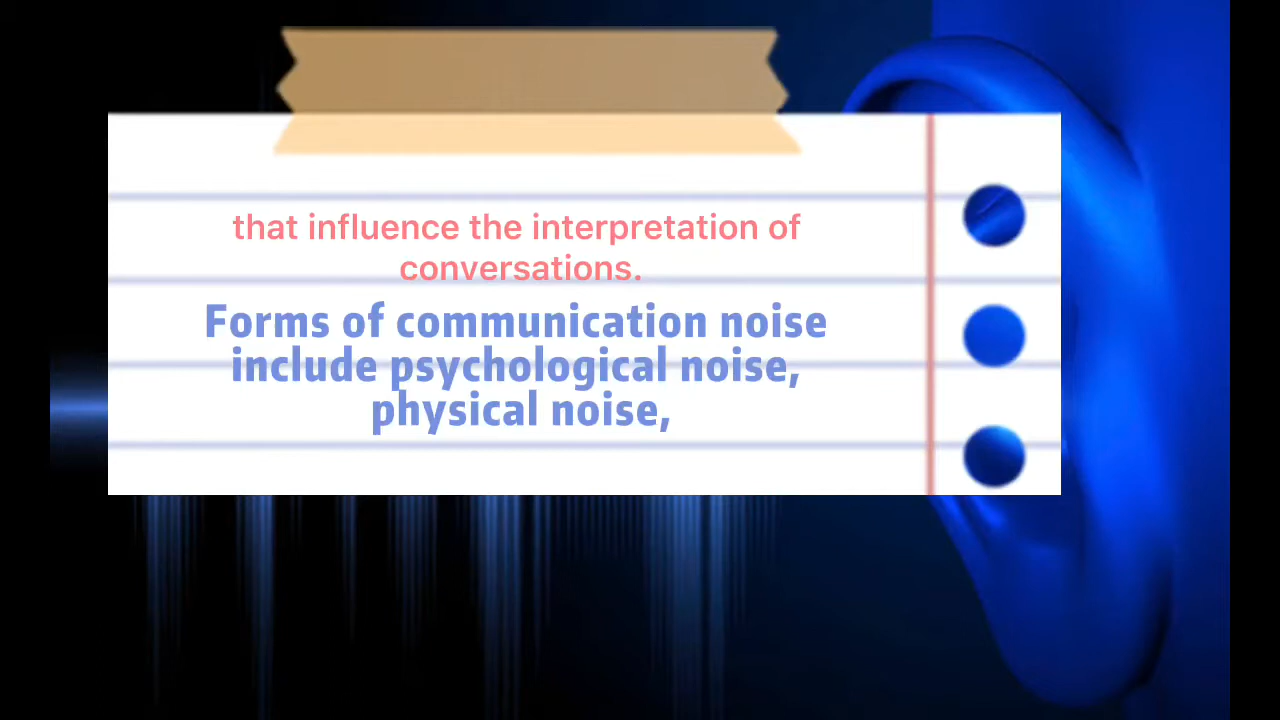 that influence the interpretation of
conversations.
Forms of communication noise
include psychological noise,
physical noise,